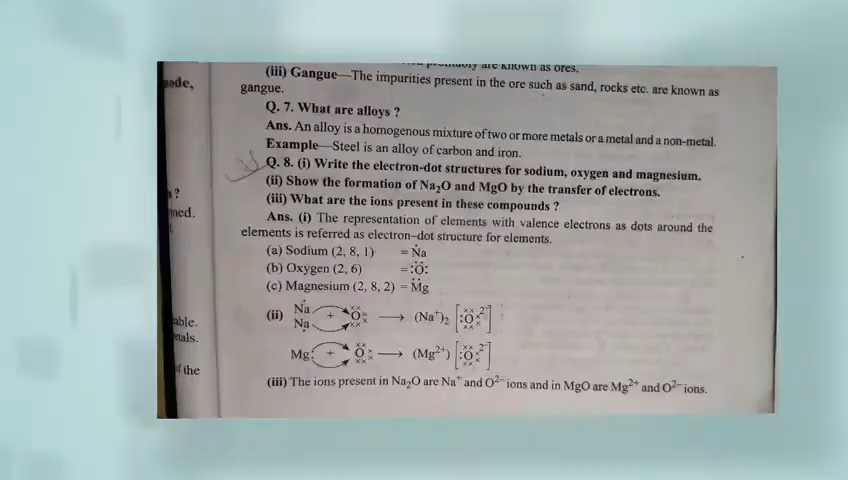 are known as ores.
(iii) Gangue—The impurities present in the ore such as sand, rocks etc. are known as
gangue.
Q. 7. What are alloys ?
Ans. An alloy is a homogenous mixture of two or more metals or a metal and a non-metal.
Example—Steel is an alloy of carbon and iron.
Q. 8. (i) Write the electron-dot structures for sodium, oxygen and magnesium.
(ii) Show the formation of Na₂O and MgO by the transfer of electrons.
(iii) What are the ions present in these compounds ?
Ans. (i) The representation of elements with valence electrons as dots around the
elements is referred as electron–dot structure for elements.
(a) Sodium (2, 8, 1) = Na
(b) Oxygen (2, 6) = :O:
(c) Magnesium (2, 8, 2) = Mg
(ii) Na
Na + O ⟶ (Na⁺)₂ [:O]²⁻
Mg: + O ⟶ (Mg²⁺) [:O]²⁻
(iii) The ions present in Na₂O are Na⁺ and O²⁻ ions and in MgO are Mg²⁺ and O²⁻ ions.
?
able.
etals.
the